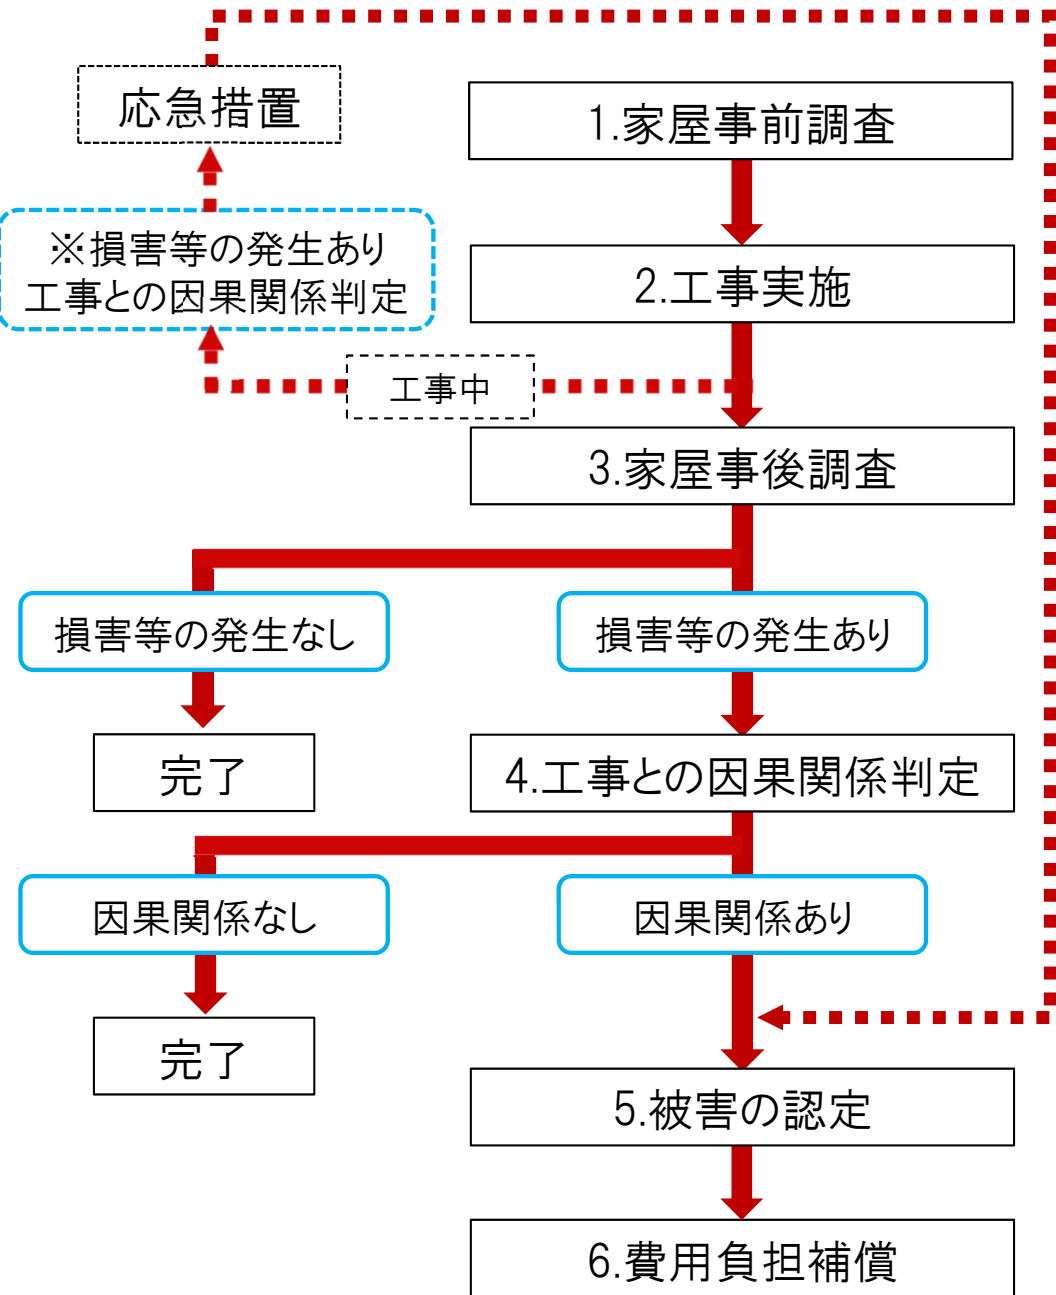 応急措置
1.家屋事前調査
※損害等の発生あり
工事との因果関係判定
2.工事実施
工事中
3.家屋事後調査
損害等の発生なし
損害等の発生あり
完了
4.工事との因果関係判定
因果関係なし
因果関係あり
完了
5.被害の認定
6.費用負担補償